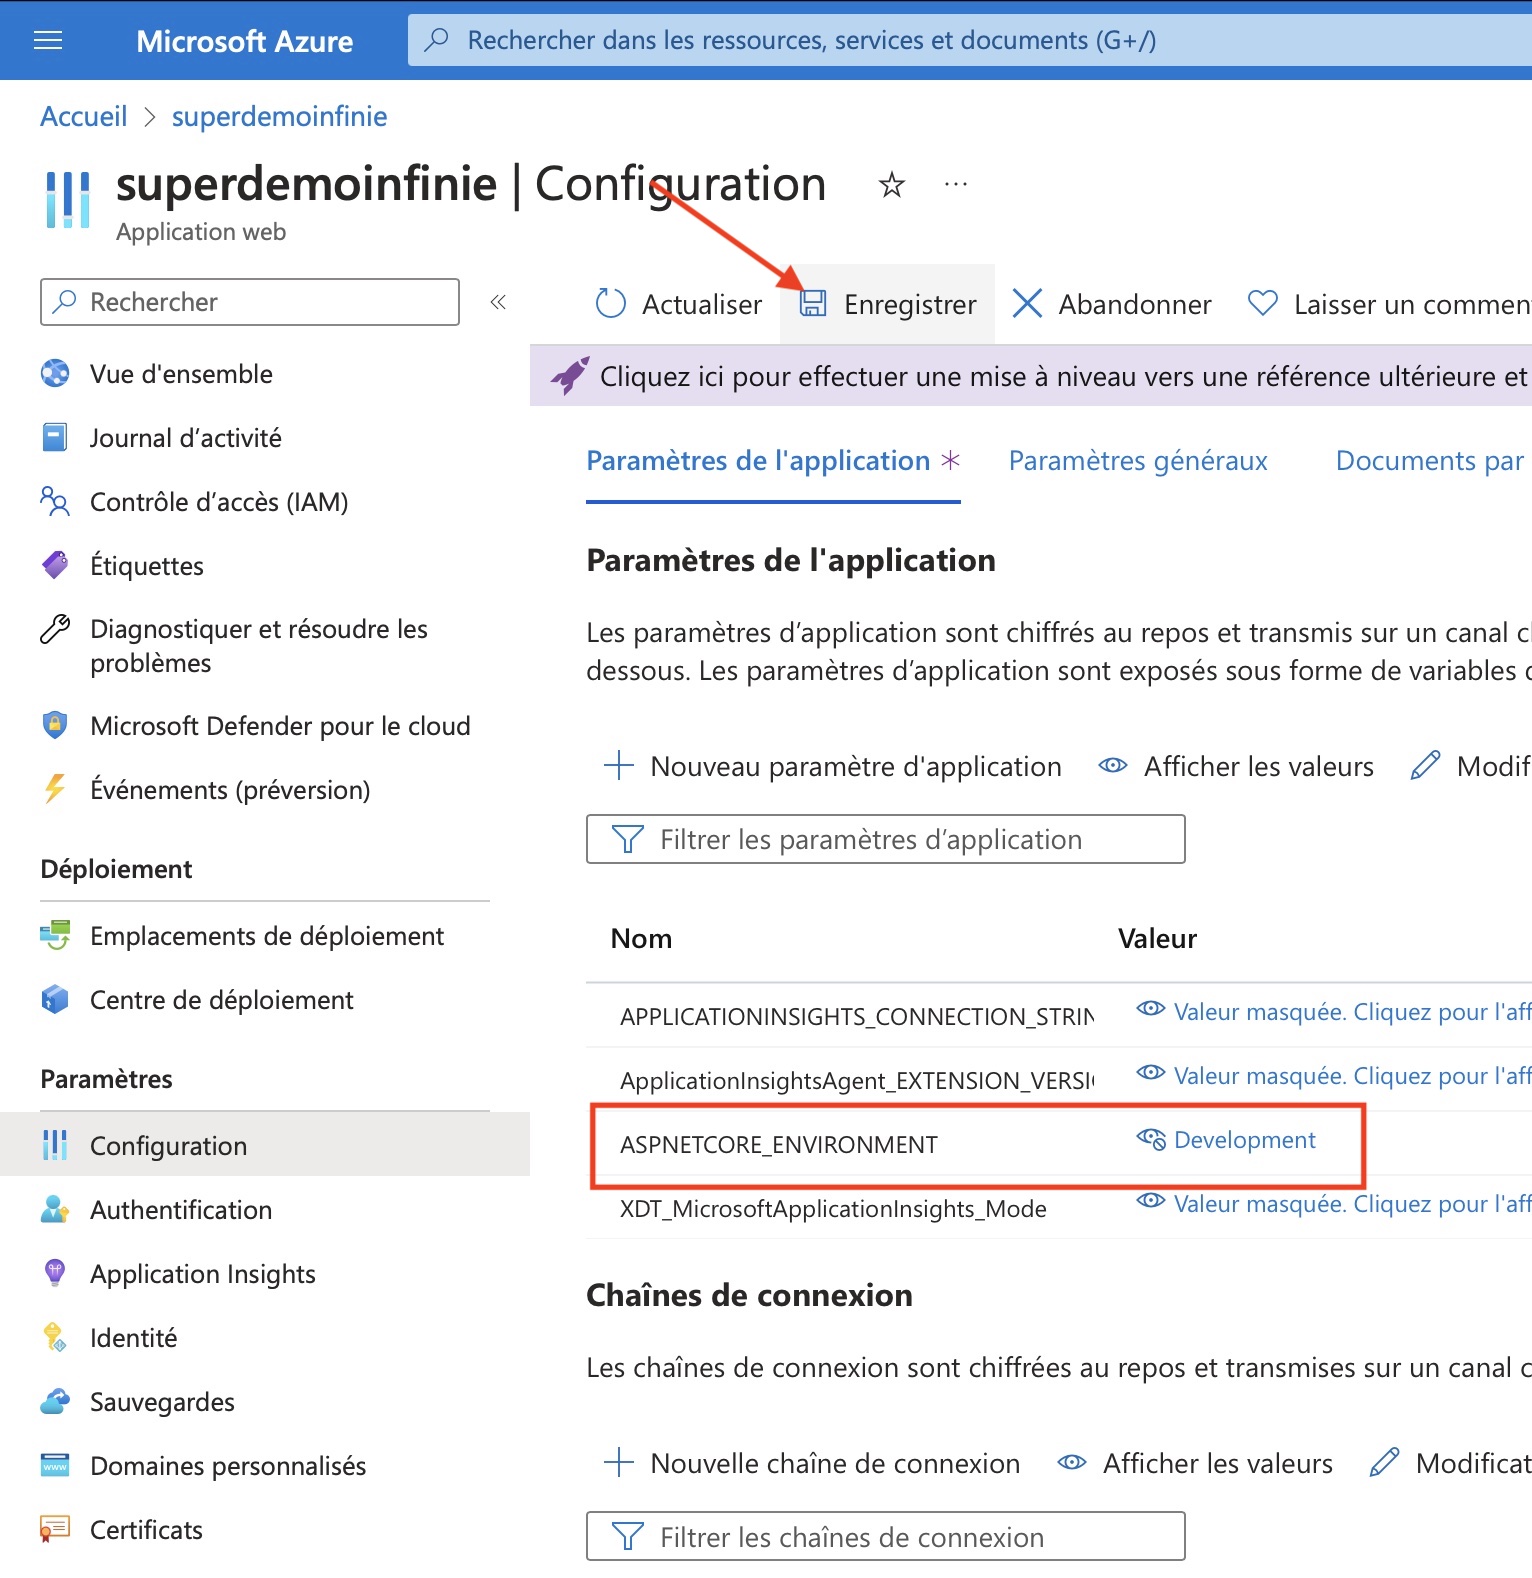 Microsoft Azure
Rechercher dans les ressources, services et documents (G+/)
Accueil > superdemoinfinie
superdemoinfinie | Configuration
Application web
Rechercher
Actualiser
Enregistrer
Abandonner
Laisser un commen
Cliquez ici pour effectuer une mise à niveau vers une référence ultérieure et
Vue d'ensemble
Journal d’activité
Contrôle d’accès (IAM)
Étiquettes
Diagnostiquer et résoudre les
problèmes
Microsoft Defender pour le cloud
Événements (préversion)
Déploiement
Emplacements de déploiement
Centre de déploiement
Paramètres
Configuration
Authentification
Application Insights
Identité
Sauvegardes
Domaines personnalisés
Certificats
Paramètres de l'application *
Paramètres généraux
Documents par
Paramètres de l'application
Les paramètres d’application sont chiffrés au repos et transmis sur un canal
dessous. Les paramètres d’application sont exposés sous forme de variables
Nouveau paramètre d'application
Afficher les valeurs
Modif
Filtrer les paramètres d’application
Nom Valeur
APPLICATIONINSIGHTS_CONNECTION_STRIN Valeur masquée. Cliquez pour l'aff
ApplicationInsightsAgent_EXTENSION_VERSI Valeur masquée. Cliquez pour l'aff
ASPNETCORE_ENVIRONMENT Development
XDT_MicrosoftApplicationInsights_Mode Valeur masquée. Cliquez pour l'aff
Chaînes de connexion
Les chaînes de connexion sont chiffrées au repos et transmises sur un canal
Nouvelle chaîne de connexion
Afficher les valeurs
Modificat
Filtrer les chaînes de connexion
www